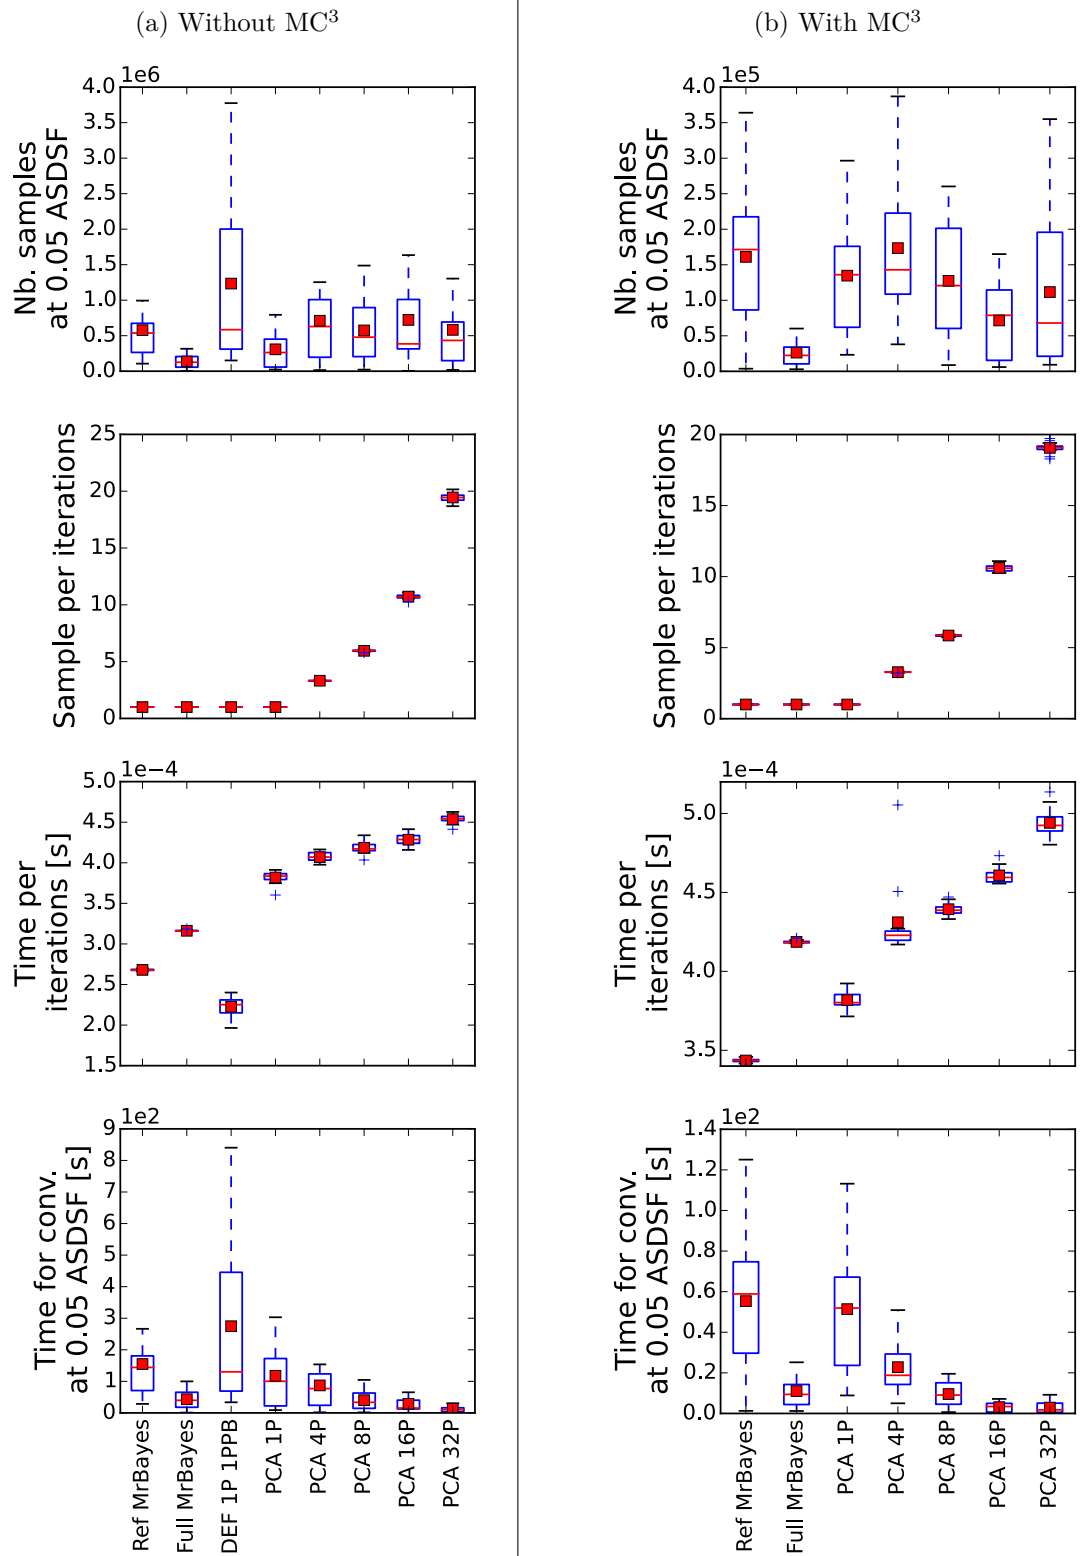 (a) Without MC³
1e6
4.0
3.5
3.0
2.5
2.0
1.5
1.0
0.5
0.0
Nb. samples
at 0.05 ASDSF
25
20
15
10
5
0
Sample per iterations
1e−4
5.0
4.5
4.0
3.5
3.0
2.5
2.0
1.5
Time per
iterations [s]
1e2
9
8
7
6
5
4
3
2
1
0
Time for conv.
at 0.05 ASDSF [s]
Ref MrBayes
Full MrBayes
DEF 1P 1PPB
PCA 1P
PCA 4P
PCA 8P
PCA 16P
PCA 32P
(b) With MC³
1e5
4.0
3.5
3.0
2.5
2.0
1.5
1.0
0.5
0.0
Nb. samples
at 0.05 ASDSF
20
15
10
5
0
Sample per iterations
1e−4
5.0
4.5
4.0
3.5
Time per
iterations [s]
1e2
1.4
1.2
1.0
0.8
0.6
0.4
0.2
0.0
Time for conv.
at 0.05 ASDSF [s]
Ref MrBayes
Full MrBayes
PCA 1P
PCA 4P
PCA 8P
PCA 16P
PCA 32P